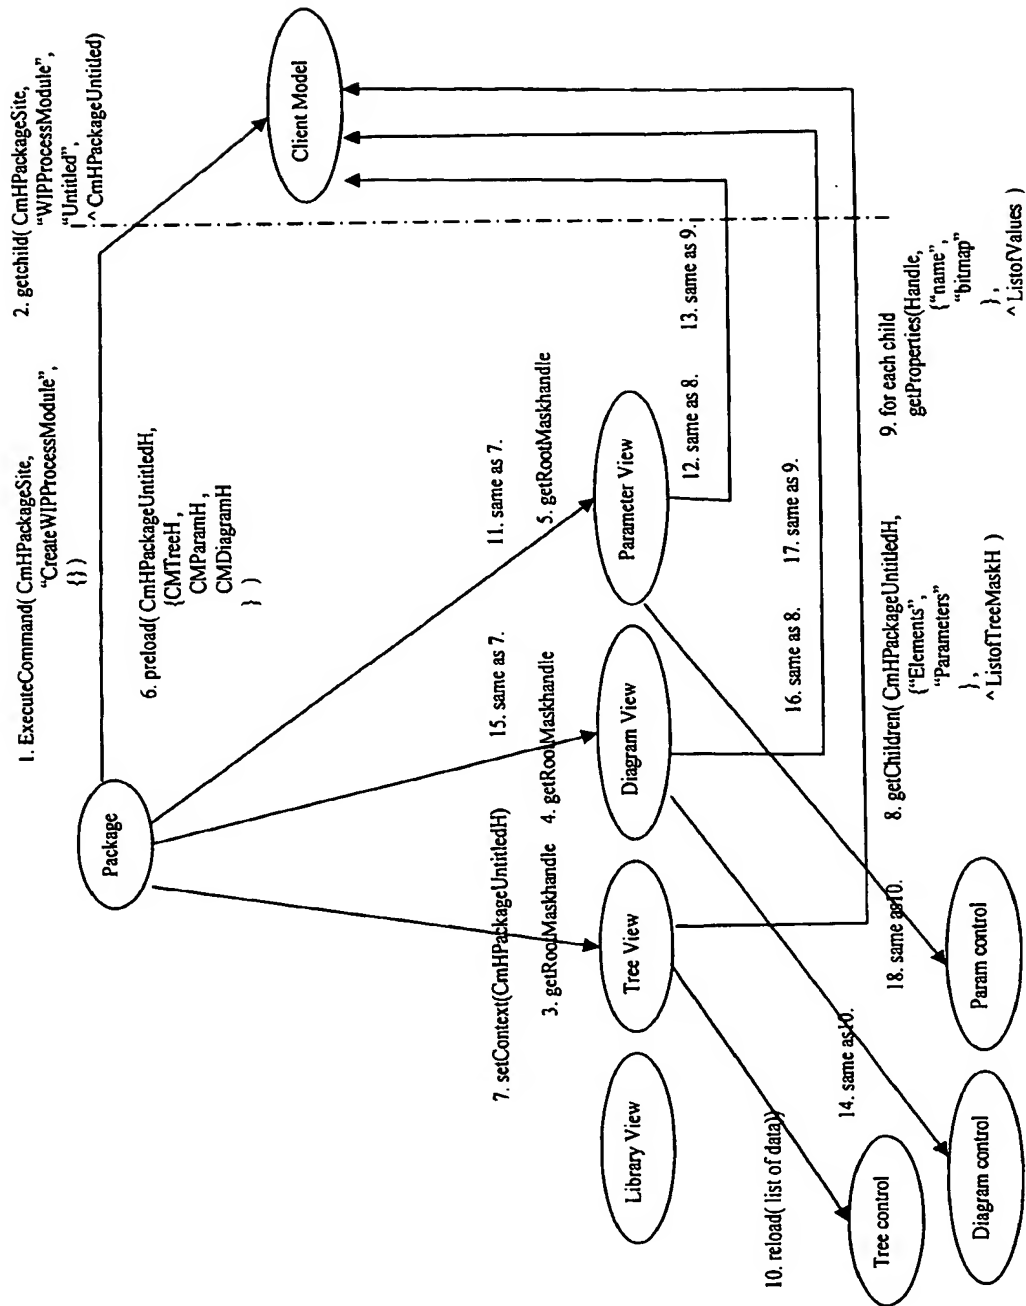 1. ExecuteCommand( CmHPackageSite,
"CreateWIPProcessModule",
{} )
2. getchild( CmHPackageSite,
"WIPProcessModule",
"Untitled",
^ CmHPackageUntitled)
Package
Client Model
6. preload( CmHPackageUntitledH,
{CMTreeH ,
CMParamH ,
CMDiagramH
} )
7. setContext(CmHPackageUntitledH)
15. same as 7.
11. same as 7.
3. getRootMaskhandle
4. getRootMaskhandle
5. getRootMaskhandle
Library View
Tree View
Diagram View
Parameter View
12. same as 8.
13. same as 9.
16. same as 8.
17. same as 9.
10. reload( list of data))
14. same as10.
18. same as10.
8. getChildren( CmHPackageUntitledH,
{"Elements",
"Parameters"
},
^ ListofTreeMaskH )
9. for each child
getProperties(Handle,
{"name",
"bitmap"
} ,
^ ListofValues )
Tree control
Diagram control
Param control